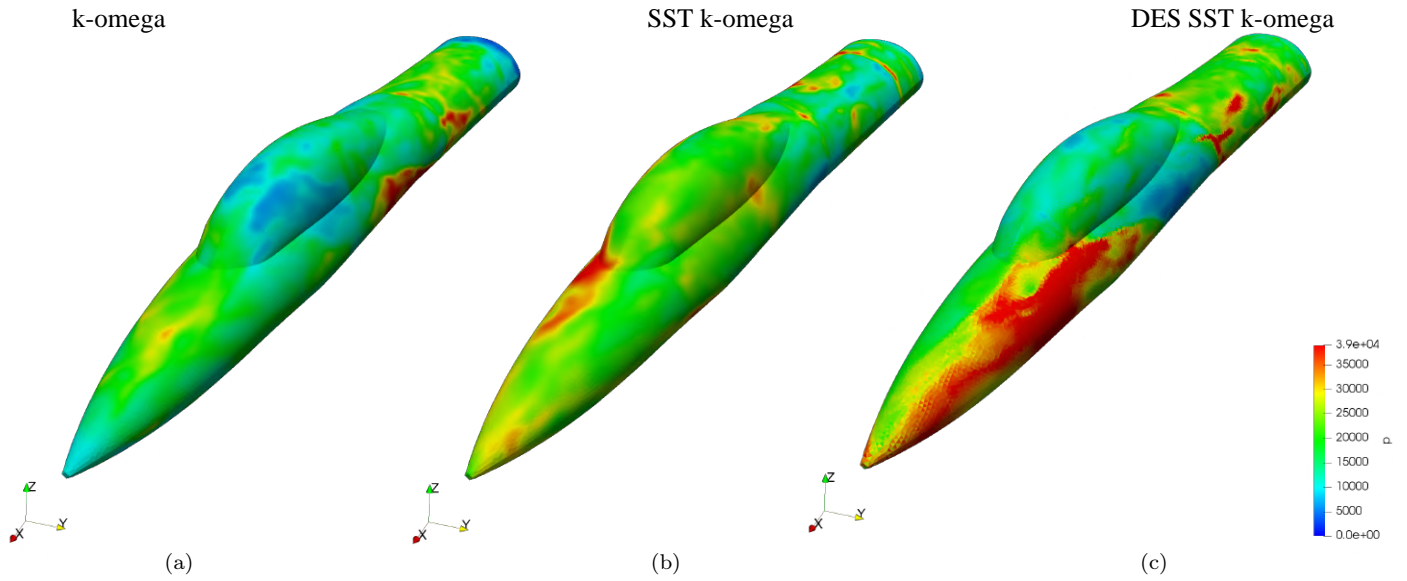 k-omega SST k-omega DES SST k-omega
3.9e+04
35000
30000
25000
20000
15000
10000
5000
0.0e+00
p
Z
Y
X
Z
Y
X
Z
Y
X
(a) (b) (c)